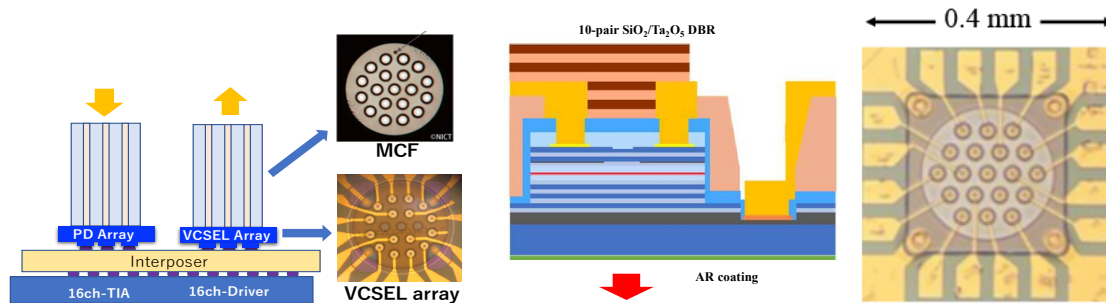 PD Array
VCSEL Array
Interposer
16ch-TIA
16ch-Driver
©NICT
MCF
VCSEL array
10-pair SiO₂/Ta₂O₅ DBR
AR coating
0.4 mm